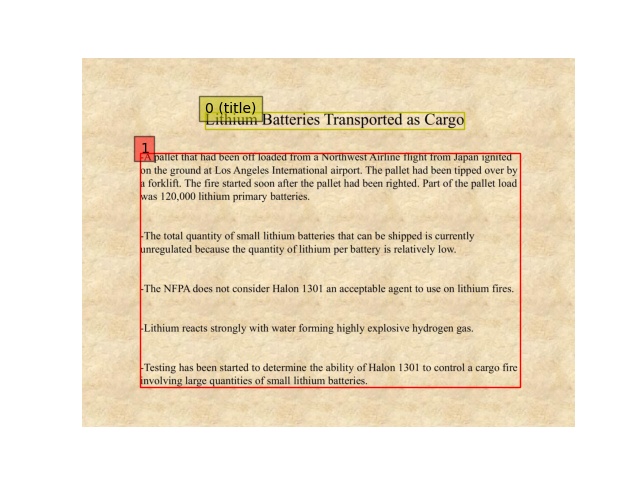 0 (title)
Lithium Batteries Transported as Cargo
1
-A pallet that had been off loaded from a Northwest Airline flight from Japan ignited
on the ground at Los Angeles International airport. The pallet had been tipped over by
a forklift. The fire started soon after the pallet had been righted. Part of the pallet load
was 120,000 lithium primary batteries.
-The total quantity of small lithium batteries that can be shipped is currently
unregulated because the quantity of lithium per battery is relatively low.
-The NFPA does not consider Halon 1301 an acceptable agent to use on lithium fires.
-Lithium reacts strongly with water forming highly explosive hydrogen gas.
-Testing has been started to determine the ability of Halon 1301 to control a cargo fire
involving large quantities of small lithium batteries.